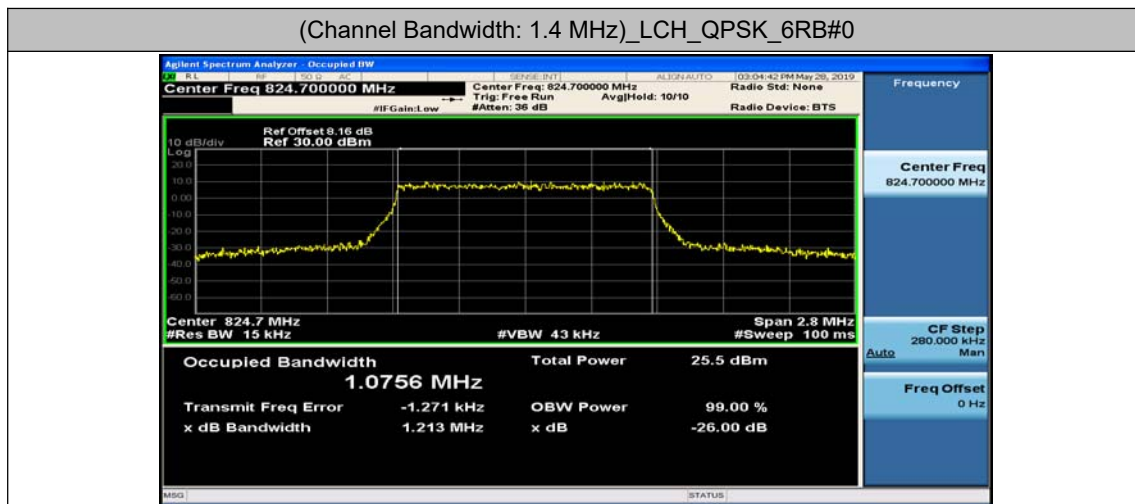 (Channel Bandwidth: 1.4 MHz)_LCH_QPSK_6RB#0
Agilent Spectrum Analyzer - Occupied BW
RL RF 50 Ω AC SENSE:INT ALIGN AUTO 03:04:42 PM May 28, 2019
Center Freq 824.700000 MHz
Center Freq: 824.700000 MHz Radio Std: None
Trig: Free Run Avg|Hold: 10/10
#IFGain:Low #Atten: 36 dB Radio Device: BTS
Frequency
Ref Offset 8.16 dB
10 dB/div Ref 30.00 dBm
Log
20.0
10.0
0.00
-10.0
-20.0
-30.0
-40.0
-50.0
-60.0
Center Freq
824.700000 MHz
Center 824.7 MHz Span 2.8 MHz
#Res BW 15 kHz #VBW 43 kHz #Sweep 100 ms
CF Step
280.000 kHz
Auto Man
Freq Offset
0 Hz
Occupied Bandwidth Total Power 25.5 dBm
1.0756 MHz
Transmit Freq Error -1.271 kHz OBW Power 99.00 %
x dB Bandwidth 1.213 MHz x dB -26.00 dB
MSG STATUS